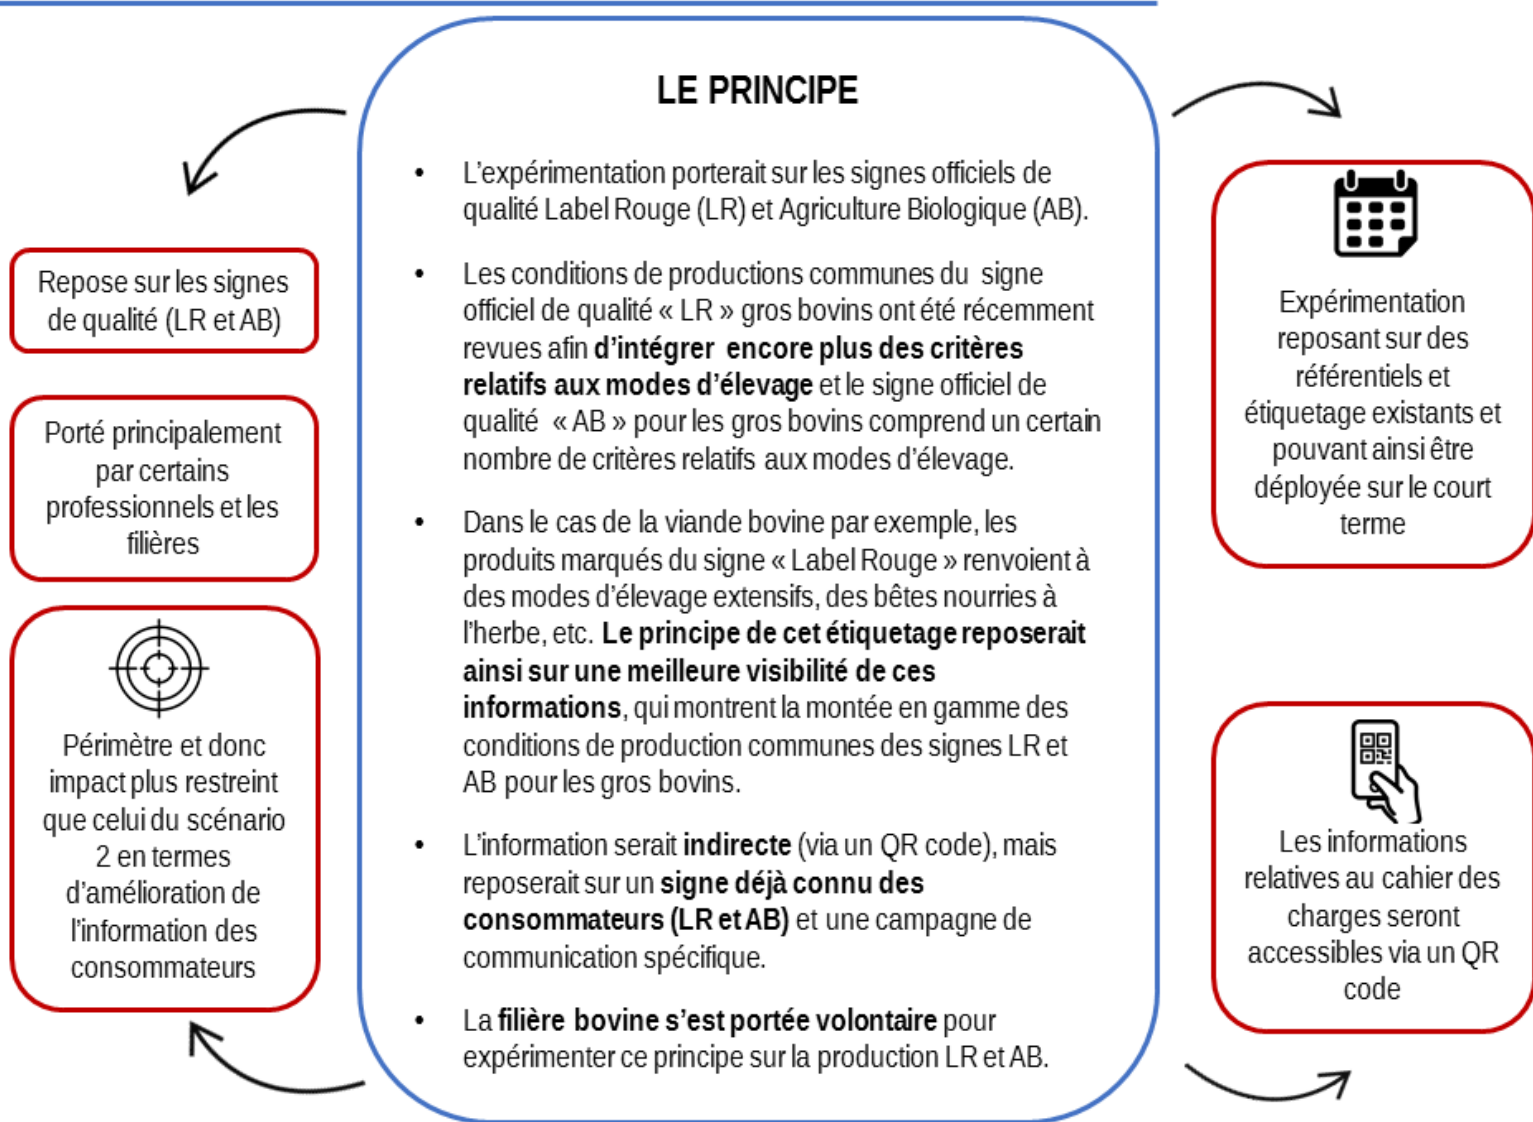 LE PRINCIPE
• L'expérimentation porterait sur les signes officiels de
qualité Label Rouge (LR) et Agriculture Biologique (AB).
• Les conditions de productions communes du signe
officiel de qualité « LR » gros bovins ont été récemment
revues afin d'intégrer encore plus des critères
relatifs aux modes d'élevage et le signe officiel de
qualité « AB » pour les gros bovins comprend un certain
nombre de critères relatifs aux modes d'élevage.
• Dans le cas de la viande bovine par exemple, les
produits marqués du signe « Label Rouge » renvoient à
des modes d'élevage extensifs, des bêtes nourries à
l'herbe, etc. Le principe de cet étiquetage reposerait
ainsi sur une meilleure visibilité de ces
informations, qui montrent la montée en gamme des
conditions de production communes des signes LR et
AB pour les gros bovins.
• L'information serait indirecte (via un QR code), mais
reposerait sur un signe déjà connu des
consommateurs (LR et AB) et une campagne de
communication spécifique.
• La filière bovine s'est portée volontaire pour
expérimenter ce principe sur la production LR et AB.
Repose sur les signes
de qualité (LR et AB)
Porté principalement
par certains
professionnels et les
filières
Périmètre et donc
impact plus restreint
que celui du scénario
2 en termes
d'amélioration de
l'information des
consommateurs
Expérimentation
reposant sur des
référentiels et
étiquetage existants et
pouvant ainsi être
déployée sur le court
terme
Les informations
relatives au cahier des
charges seront
accessibles via un QR
code